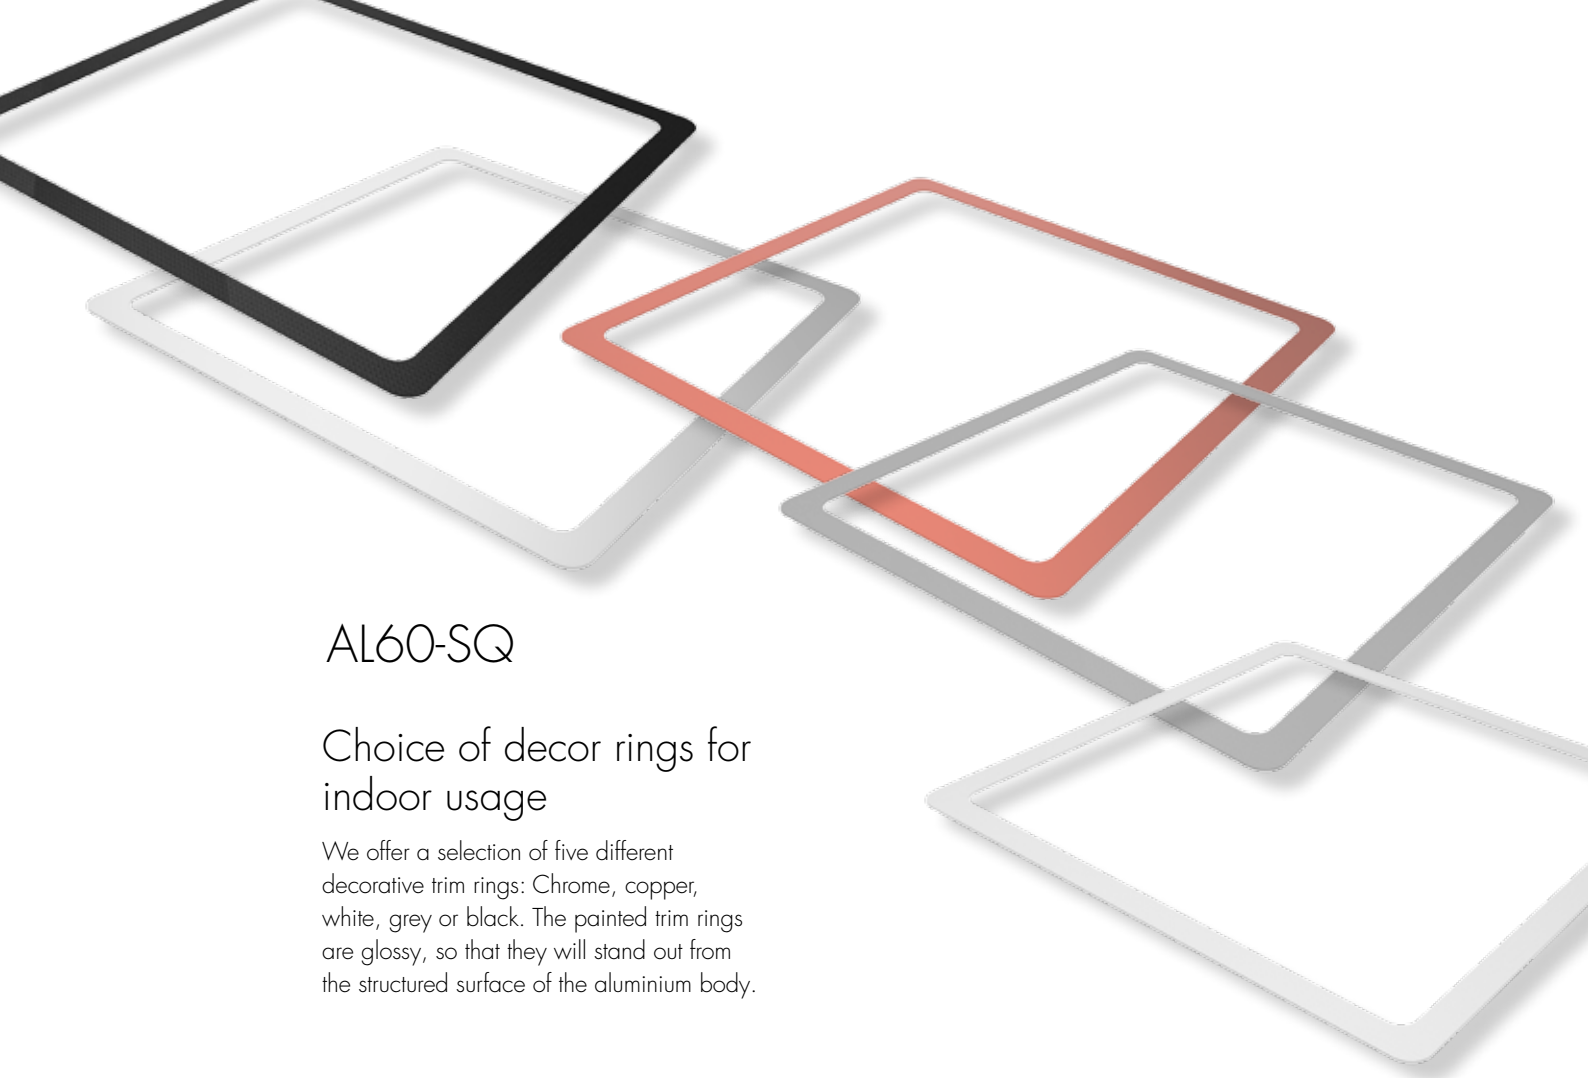 AL60-SQ
Choice of decor rings for
indoor usage
We offer a selection of five different
decorative trim rings: Chrome, copper,
white, grey or black. The painted trim rings
are glossy, so that they will stand out from
the structured surface of the aluminium body.